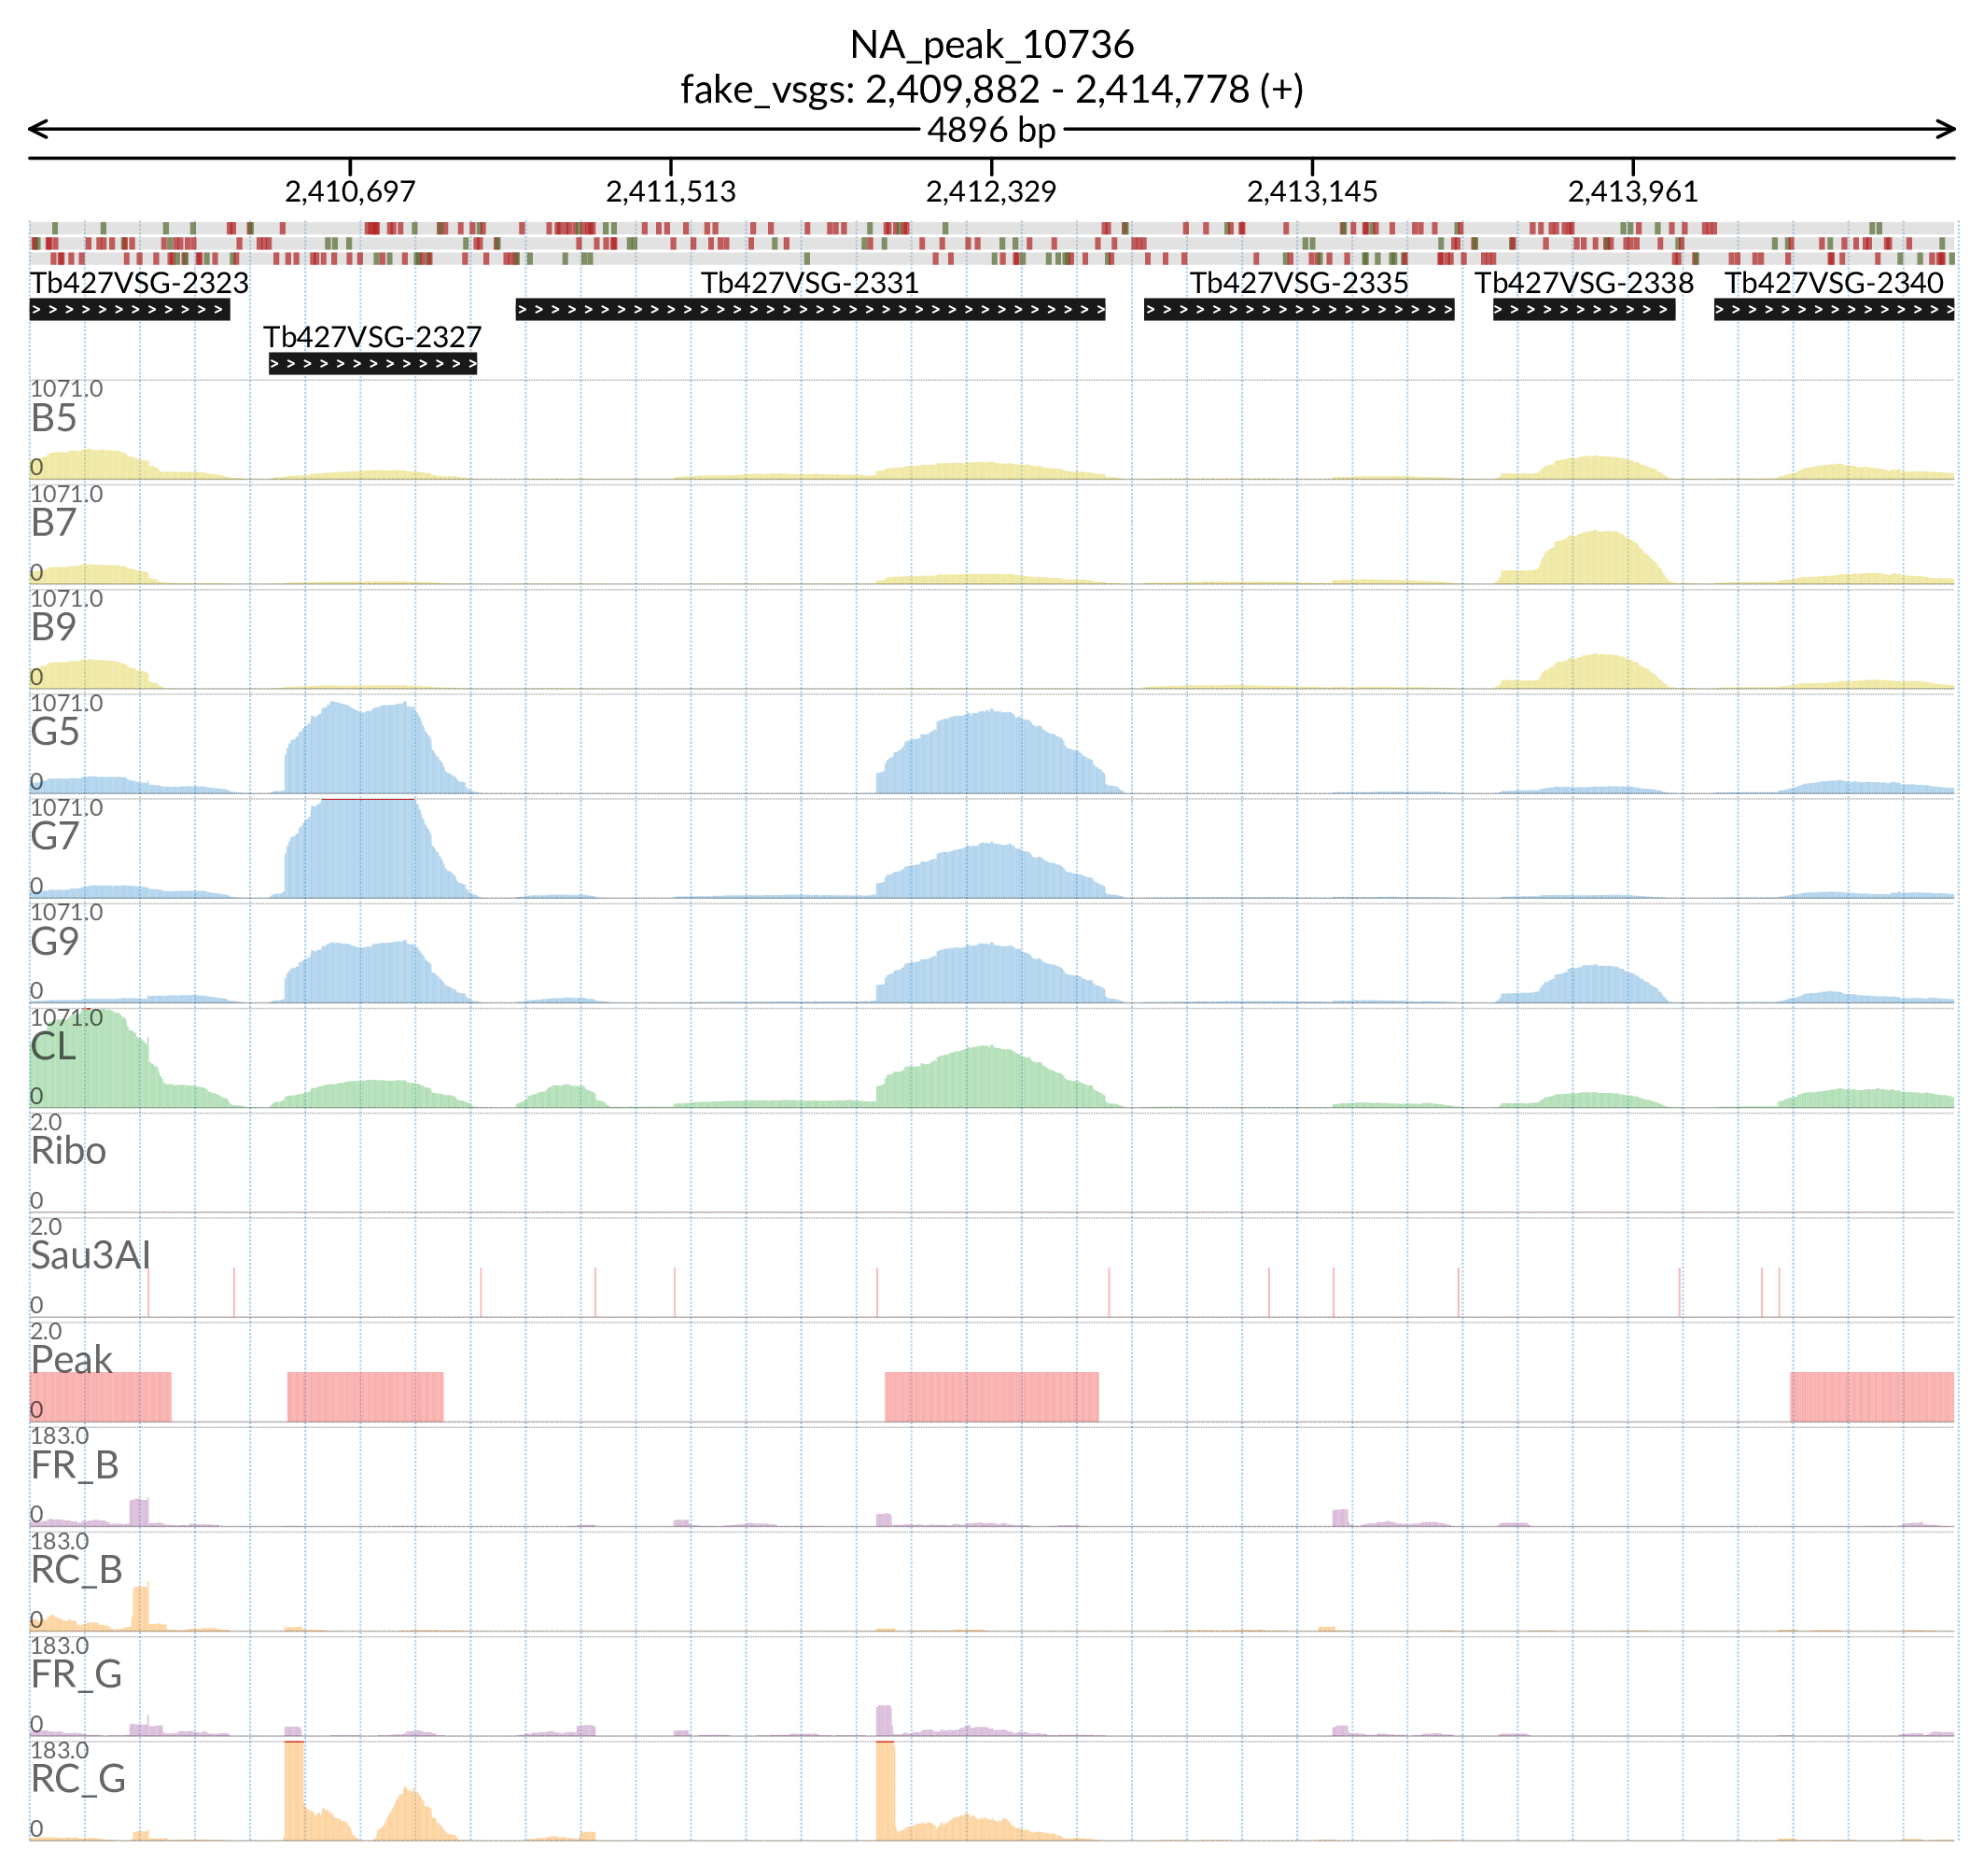 NA_peak_10736
fake_vsgs: 2,409,882 - 2,414,778 (+)
4896 bp
2,410,697 2,411,513 2,412,329 2,413,145 2,413,961
Tb427VSG-2323 Tb427VSG-2331 Tb427VSG-2335 Tb427VSG-2338 Tb427VSG-2340
Tb427VSG-2327
1071.0
B5
0
1071.0
B7
0
1071.0
B9
0
1071.0
G5
0
1071.0
G7
0
1071.0
G9
0
1071.0
CL
0
2.0
Ribo
0
2.0
Sau3AI
0
2.0
Peak
0
183.0
FR_B
0
183.0
RC_B
0
183.0
FR_G
0
183.0
RC_G
0